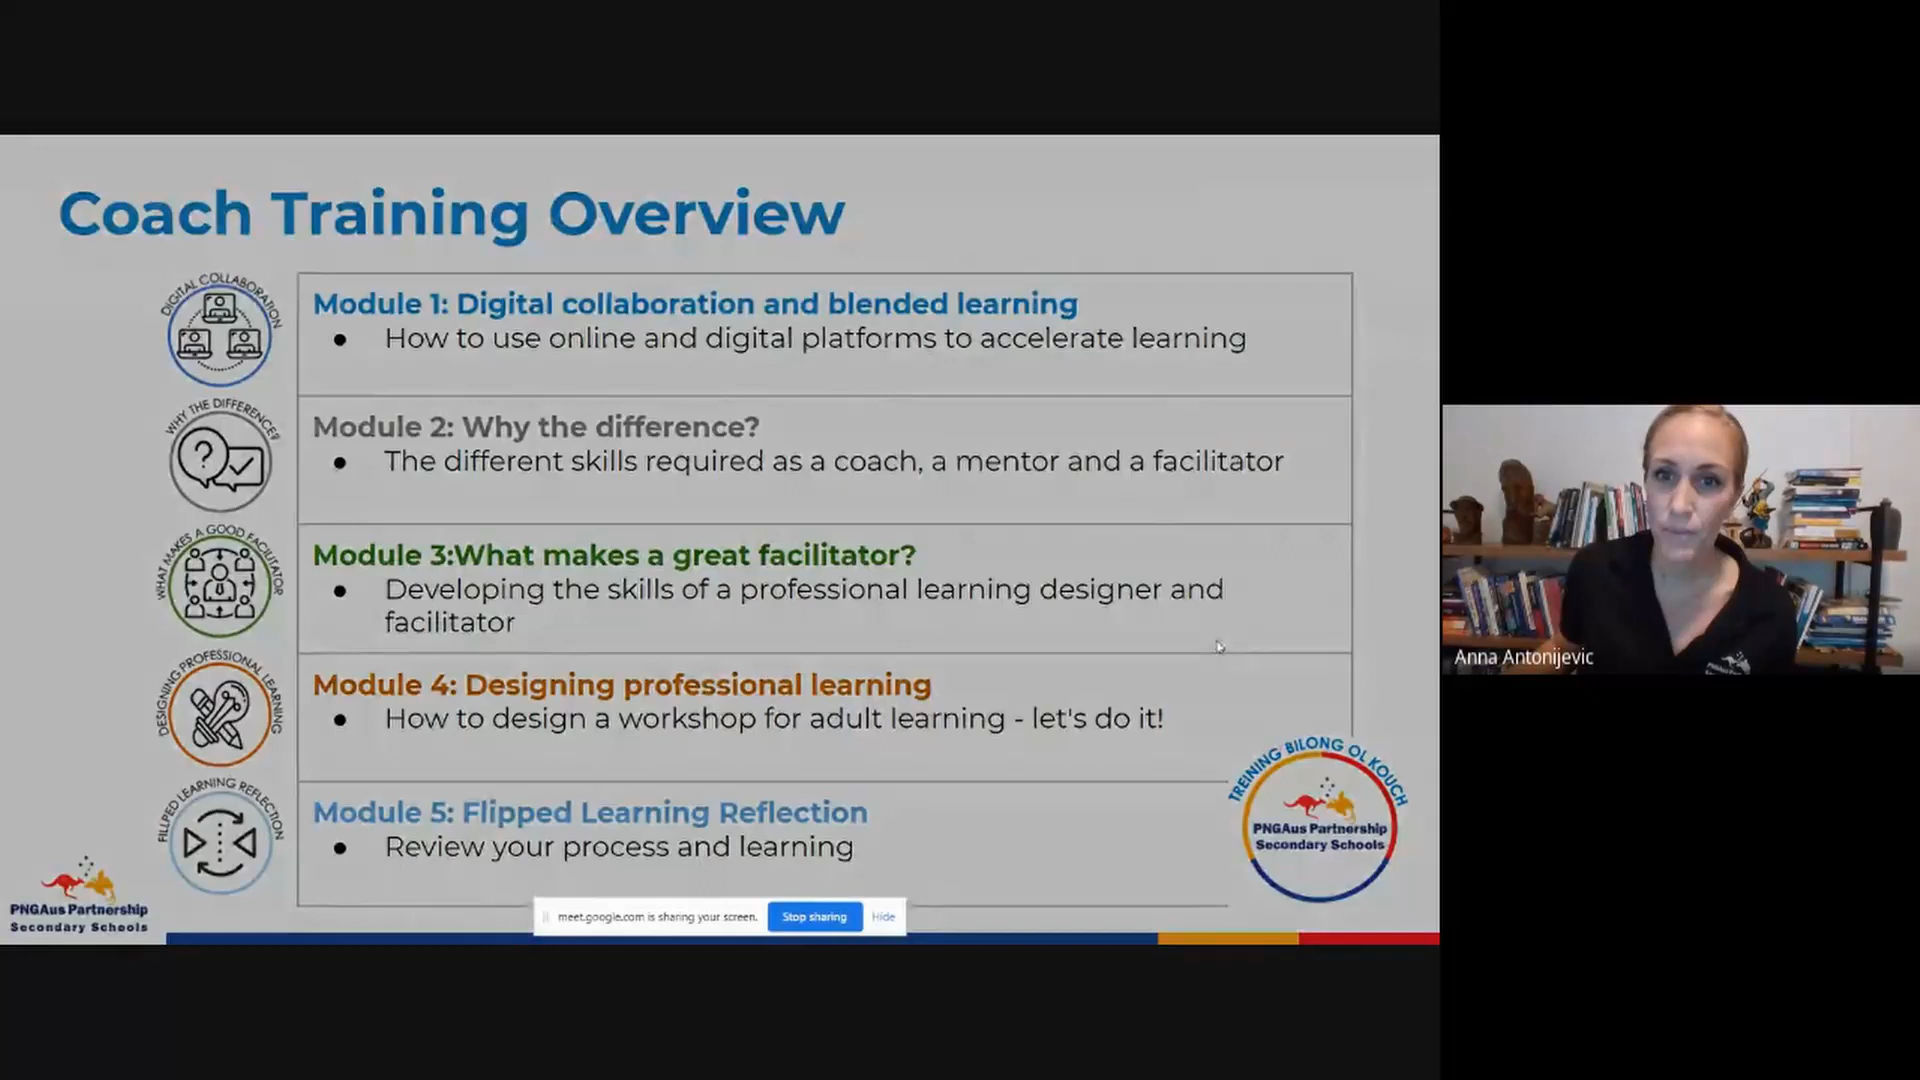 Coach Training Overview
DIGITAL COLLABORATION
Module 1: Digital collaboration and blended learning
● How to use online and digital platforms to accelerate learning
WHY THE DIFFERENCE?
Module 2: Why the difference?
● The different skills required as a coach, a mentor and a facilitator
WHAT MAKES A GOOD FACILITATOR
Module 3:What makes a great facilitator?
● Developing the skills of a professional learning designer and
facilitator
DESIGNING PROFESSIONAL LEARNING
Module 4: Designing professional learning
● How to design a workshop for adult learning - let's do it!
FILLPED LEARNING REFLECTION
Module 5: Flipped Learning Reflection
● Review your process and learning
TREINING BILONG OL KOUCH
PNGAus Partnership
Secondary Schools
PNGAus Partnership
Secondary Schools
meet.google.com is sharing your screen.
Stop sharing
Hide
Anna Antonijevic